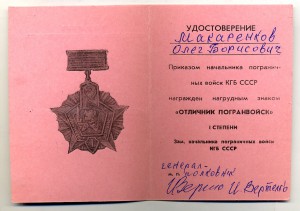 УДОСТОВЕРЕНИЕ
Макаренков
Олег Борисович
Приказом начальника погранич-
ных войск КГБ СССР
награжден нагрудным знаком
«ОТЛИЧНИК ПОГРАНВОЙСК»
I СТЕПЕНИ
Зам. начальника пограничных войск
КГБ СССР
генерал-
полковник
И Вертелко